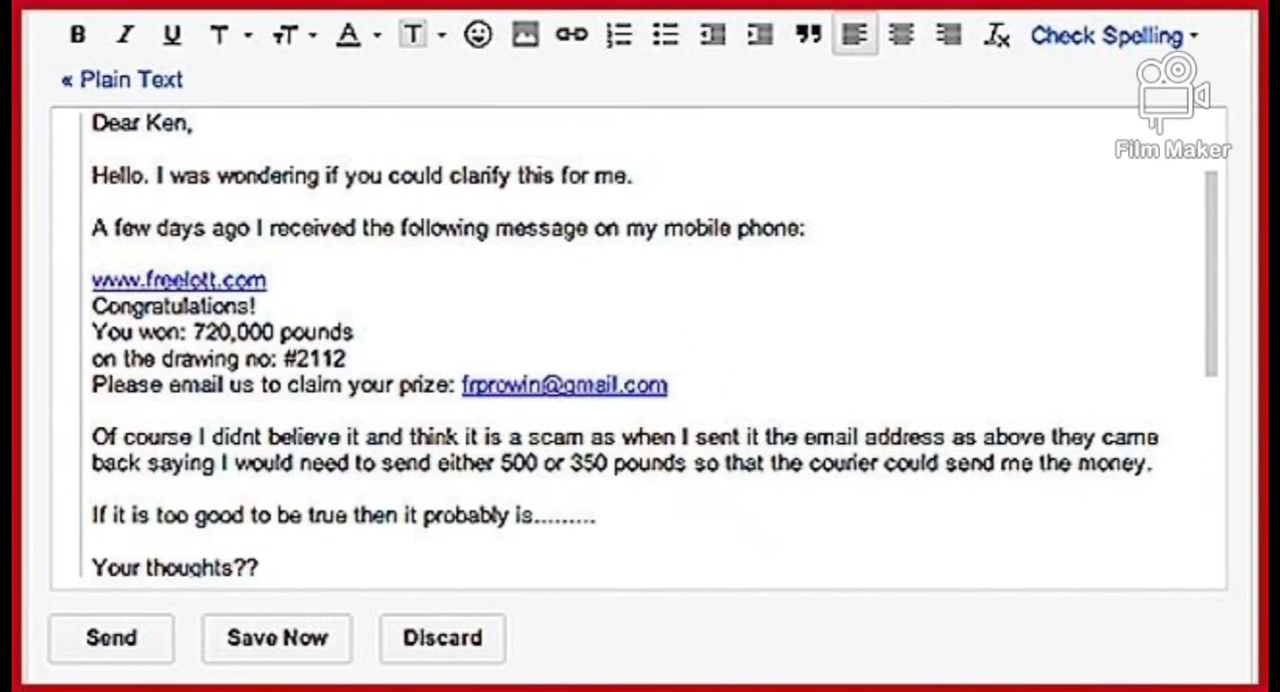 B I U T T A T Check Spelling
« Plain Text
Film Maker
Dear Ken,
Hello. I was wondering if you could clarify this for me.
A few days ago I received the following message on my mobile phone:
www.freelott.com
Congratulations!
You won: 720,000 pounds
on the drawing no: #2112
Please email us to claim your prize: frprowin@gmail.com
Of course I didnt believe it and think it is a scam as when I sent it the email address as above they came
back saying I would need to send either 500 or 350 pounds so that the courier could send me the money.
If it is too good to be true then it probably is.........
Your thoughts??
Send Save Now Discard